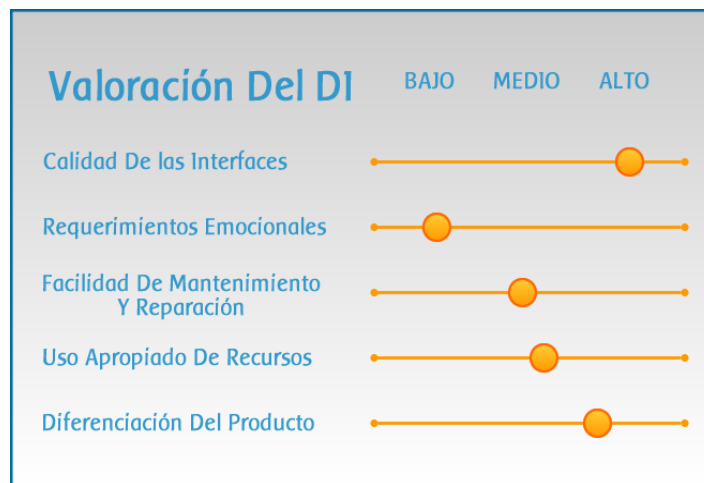 Valoración Del DI BAJO MEDIO ALTO
Calidad De las Interfaces
Requerimientos Emocionales
Facilidad De Mantenimiento
Y Reparación
Uso Apropiado De Recursos
Diferenciación Del Producto